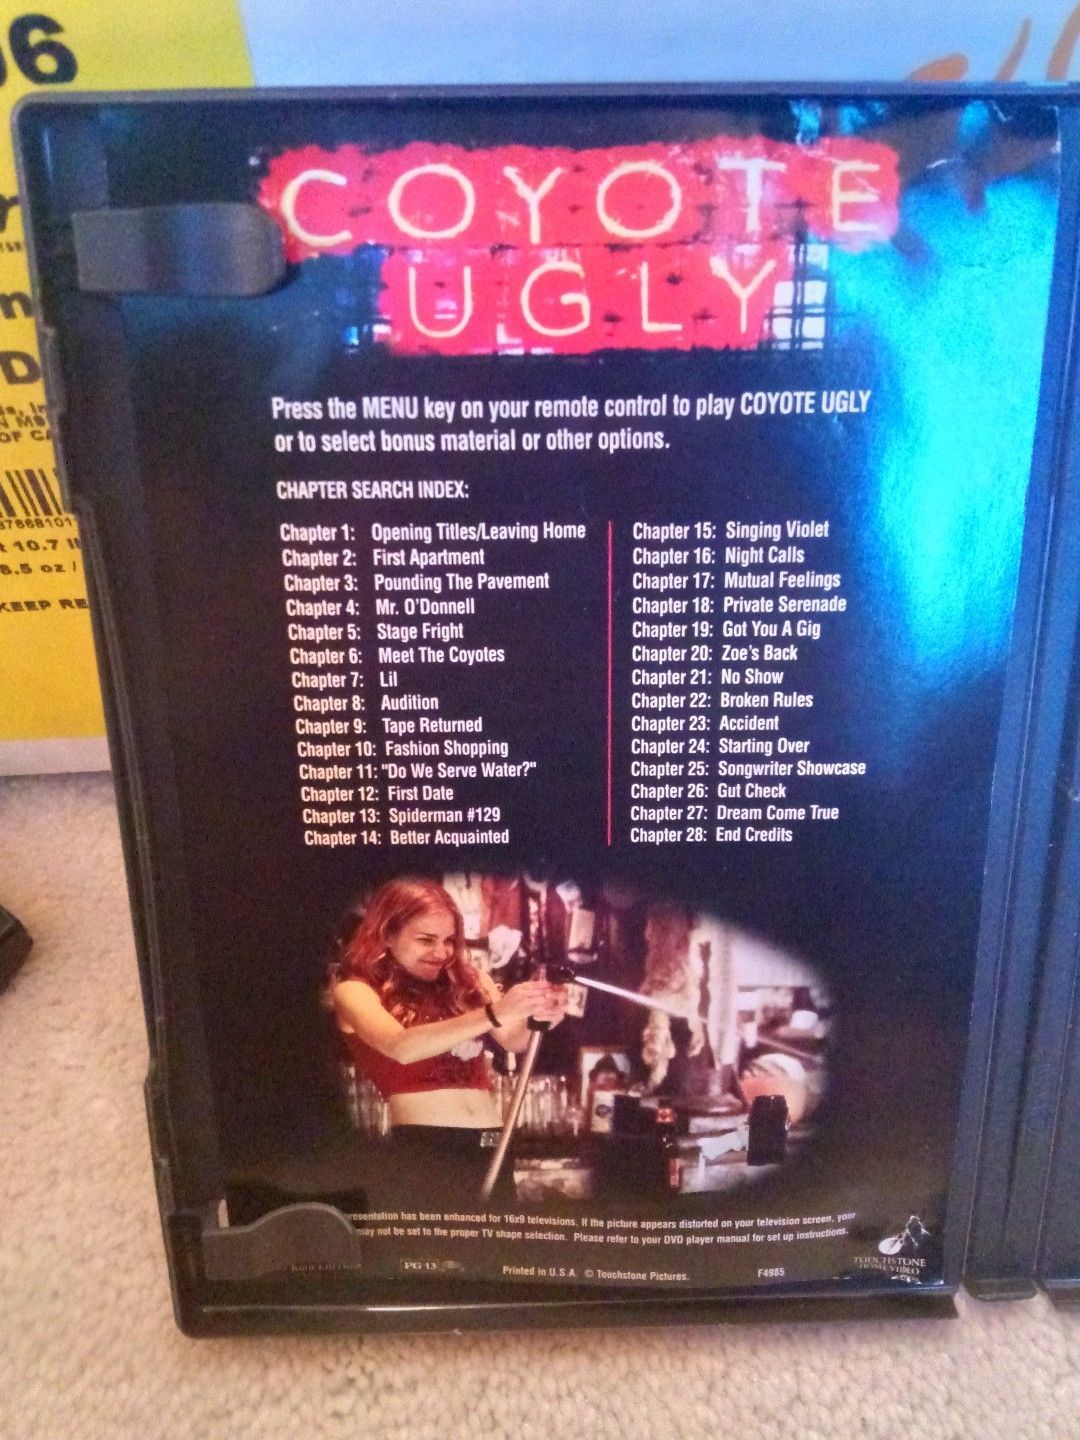 06
COYOTE
UGLY
Press the MENU key on your remote control to play COYOTE UGLY
or to select bonus material or other options.
CHAPTER SEARCH INDEX:
Chapter 1: Opening Titles/Leaving Home
Chapter 2: First Apartment
Chapter 3: Pounding The Pavement
Chapter 4: Mr. O'Donnell
Chapter 5: Stage Fright
Chapter 6: Meet The Coyotes
Chapter 7: Lil
Chapter 8: Audition
Chapter 9: Tape Returned
Chapter 10: Fashion Shopping
Chapter 11: "Do We Serve Water?"
Chapter 12: First Date
Chapter 13: Spiderman #129
Chapter 14: Better Acquainted
Chapter 15: Singing Violet
Chapter 16: Night Calls
Chapter 17: Mutual Feelings
Chapter 18: Private Serenade
Chapter 19: Got You A Gig
Chapter 20: Zoe's Back
Chapter 21: No Show
Chapter 22: Broken Rules
Chapter 23: Accident
Chapter 24: Starting Over
Chapter 25: Songwriter Showcase
Chapter 26: Gut Check
Chapter 27: Dream Come True
Chapter 28: End Credits
resentation has been enhanced for 16x9 televisions. If the picture appears distorted on your television screen, your
may not be set to the proper TV shape selection. Please refer to your DVD player manual for set up instructions.
PG-13
Printed in U.S.A. © Touchstone Pictures.
F4985
TOUCHSTONE
HOME VIDEO
10.7
KEEP